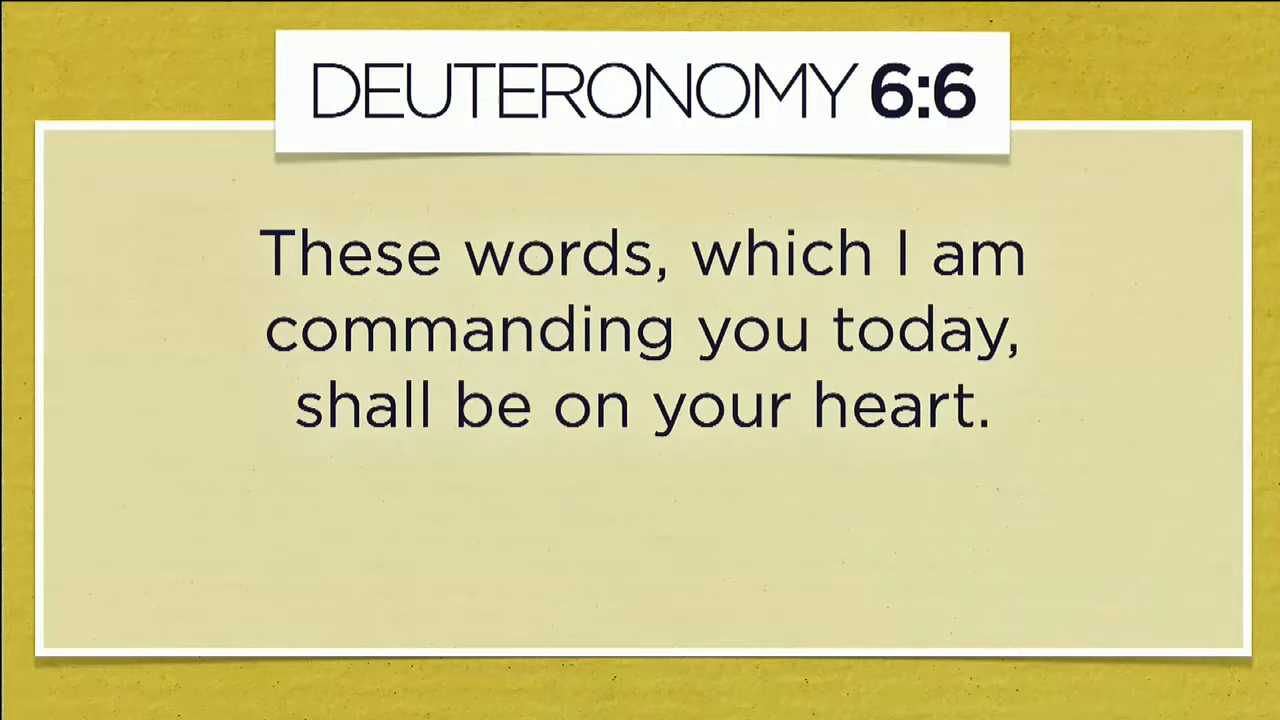 DEUTERONOMY 6:6
These words, which I am
commanding you today,
shall be on your heart.